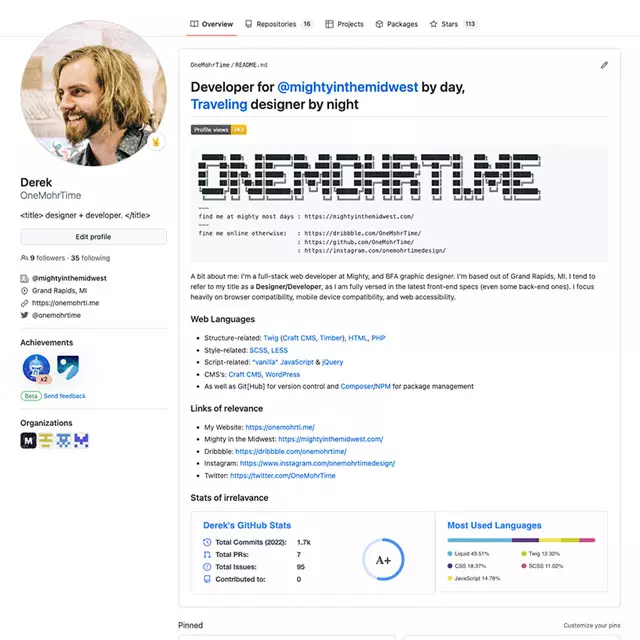 Overview
Repositories 16
Projects
Packages
Stars 113
Derek
OneMohrTime
<title> designer + developer. </title>
Edit profile
9 followers · 35 following
@mightyinthemidwest
Grand Rapids, MI
https://onemohrti.me
@onemohrtime
Achievements
x2
Beta Send feedback
Organizations
M
OneMohrTime/README.md
Developer for @mightyinthemidwest by day,
Traveling designer by night
Profile views
ONEMOHRTIME
~~~
find me at mighty most days : https://mightyinthemidwest.com/
~~~
fine me online otherwise: : https://dribbble.com/OneMohrTime/
: https://github.com/OneMohrTime/
: https://instagram.com/onemohrtimedesign/
A bit about me: I'm a full-stack web developer at Mighty, and BFA graphic designer. I'm based out of Grand Rapids, MI. I tend to
refer to my title as a Designer/Developer, as I am fully versed in the latest front-end specs (even some back-end ones). I focus
heavily on browser compatibility, mobile device compatibility, and web accessibility.
Web Languages
• Structure-related: Twig (Craft CMS, Timber), HTML, PHP
• Style-related: SCSS, LESS
• Script-related: "vanilla" JavaScript & jQuery
• CMS's: Craft CMS, WordPress
• As well as Git[Hub] for version control and Composer/NPM for package management
Links of relevance
• My Website: https://onemohrti.me/
• Mighty in the Midwest: https://mightyinthemidwest.com/
• Dribbble: https://dribbble.com/onemohrtime/
• Instagram: https://www.instagram.com/onemohrtimedesign/
• Twitter: https://twitter.com/OneMohrTime
Stats of irrelavance
Derek's GitHub Stats
Total Commits (2022): 1.7k
Total PRs: 7
Total Issues: 95
Contributed to: 0
A+
Most Used Languages
Liquid 43.51%
Twig 12.32%
CSS 18.37%
SCSS 11.02%
JavaScript 14.78%
Pinned
Customize your pins